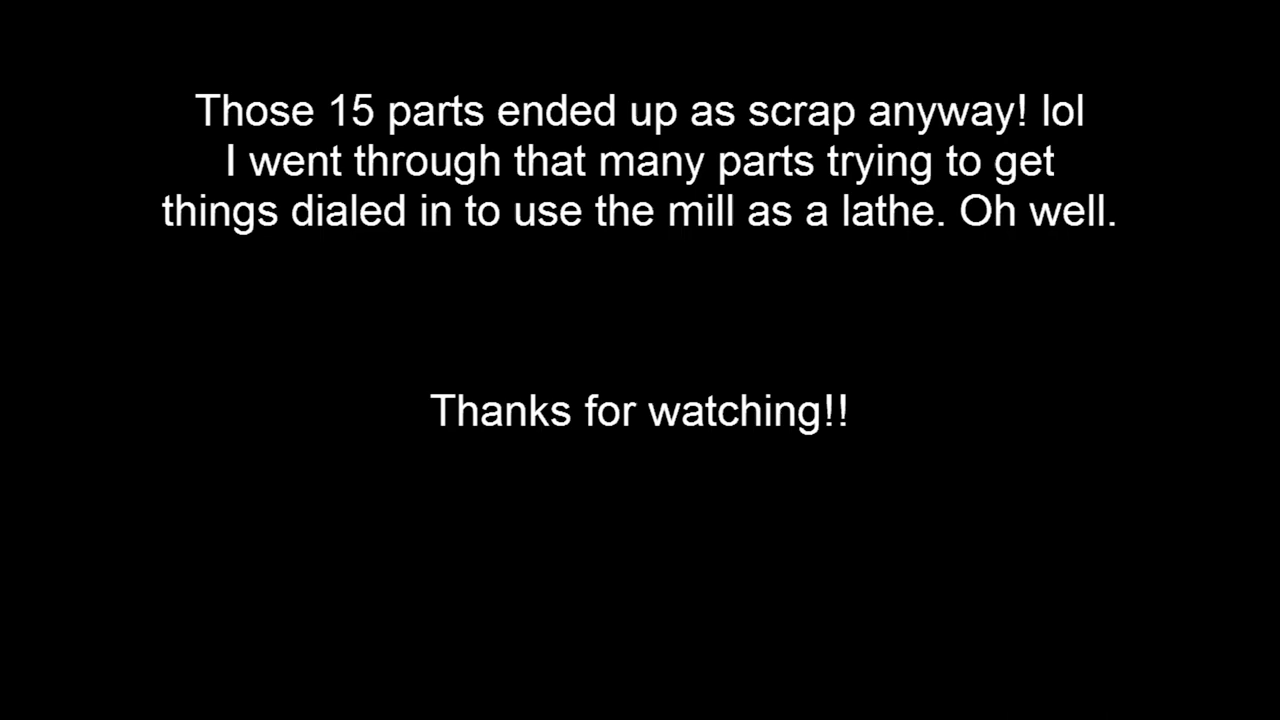 Those 15 parts ended up as scrap anyway! lol
I went through that many parts trying to get
things dialed in to use the mill as a lathe. Oh well.
Thanks for watching!!